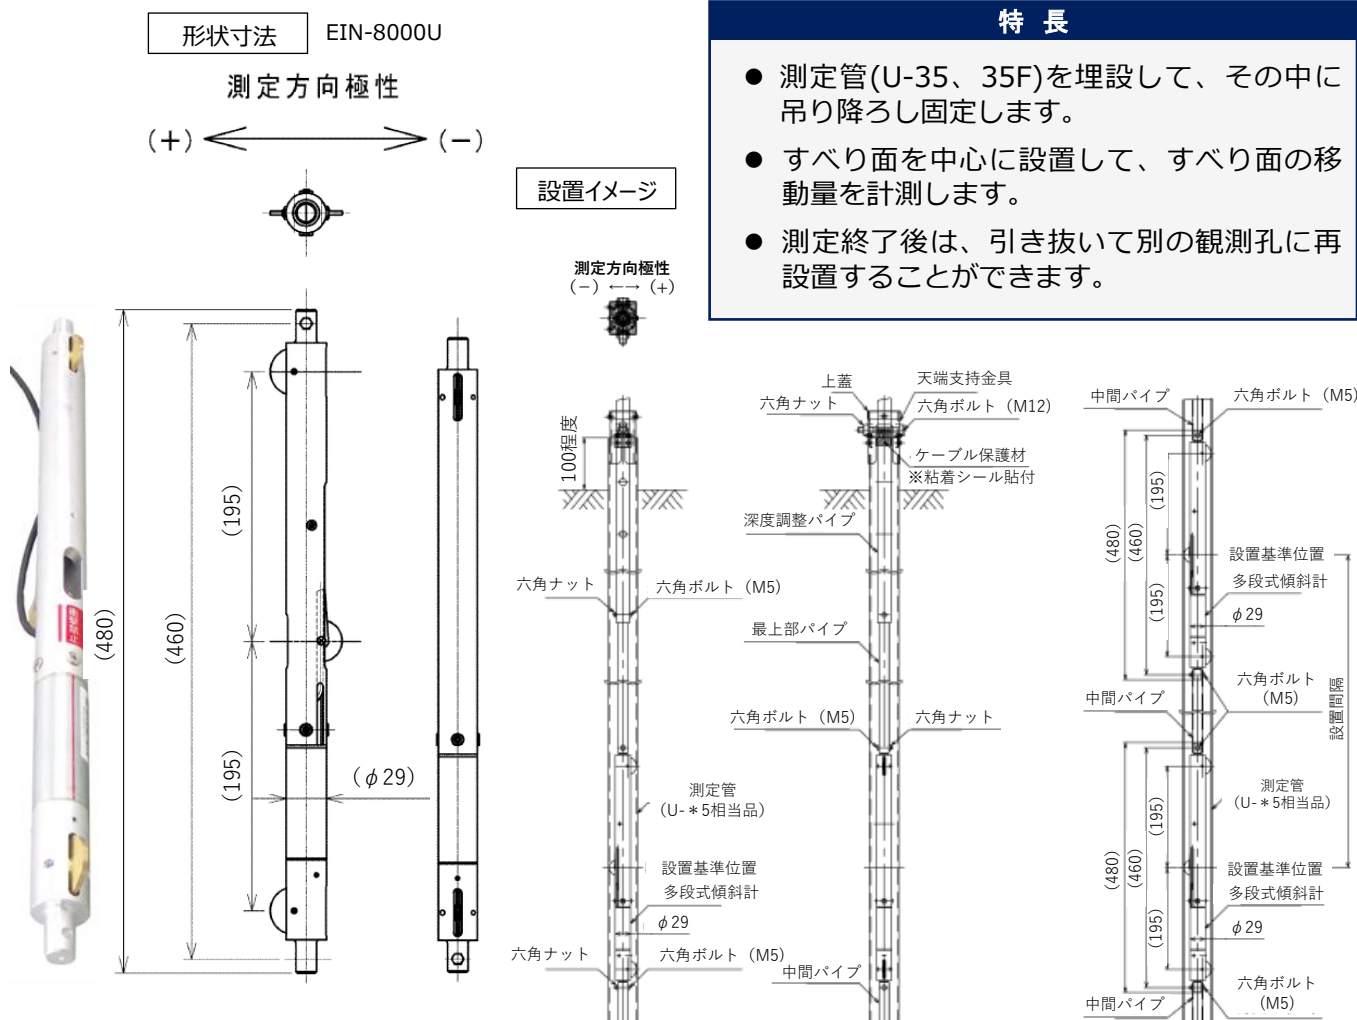 形状寸法
EIN-8000U
測定方向極性
(+)
(−)
特 長
● 測定管(U-35、35F)を埋設して、その中に
吊り降ろし固定します。
● すべり面を中心に設置して、すべり面の移
動量を計測します。
● 測定終了後は、引き抜いて別の観測孔に再
設置することができます。
(480)
(460)
(195)
(195)
(φ29)
設置イメージ
測定方向極性
(−) ←→ (+)
100程度
六角ナット
六角ボルト (M5)
測定管
(U-*5相当品)
設置基準位置
多段式傾斜計
φ29
六角ナット
六角ボルト (M5)
上蓋
天端支持金具
六角ナット
六角ボルト (M12)
ケーブル保護材
※粘着シール貼付
深度調整パイプ
最上部パイプ
六角ボルト (M5)
六角ナット
中間パイプ
中間パイプ
六角ボルト (M5)
(480)
(460)
(195)
(195)
設置基準位置
多段式傾斜計
φ29
六角ボルト
(M5)
中間パイプ
設置間隔
測定管
(U-*5相当品)
(480)
(460)
(195)
(195)
設置基準位置
多段式傾斜計
φ29
六角ボルト
(M5)
中間パイプ